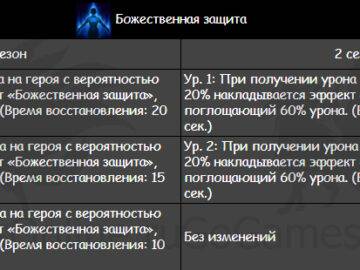 Божественная защита
езон
2 се
а на героя с вероятностью
т «Божественная защита»,
(Время восстановления: 20
Ур. 1: При получении урона
20% накладывается эффект
поглощающий 60% урона. (
сек.)
а на героя с вероятностью
т «Божественная защита»,
(Время восстановления: 15
Ур. 2: При получении урона
20% накладывается эффект
поглощающий 60% урона. (
сек.)
а на героя с вероятностью
т «Божественная защита»,
(Время восстановления: 10
Без изменений